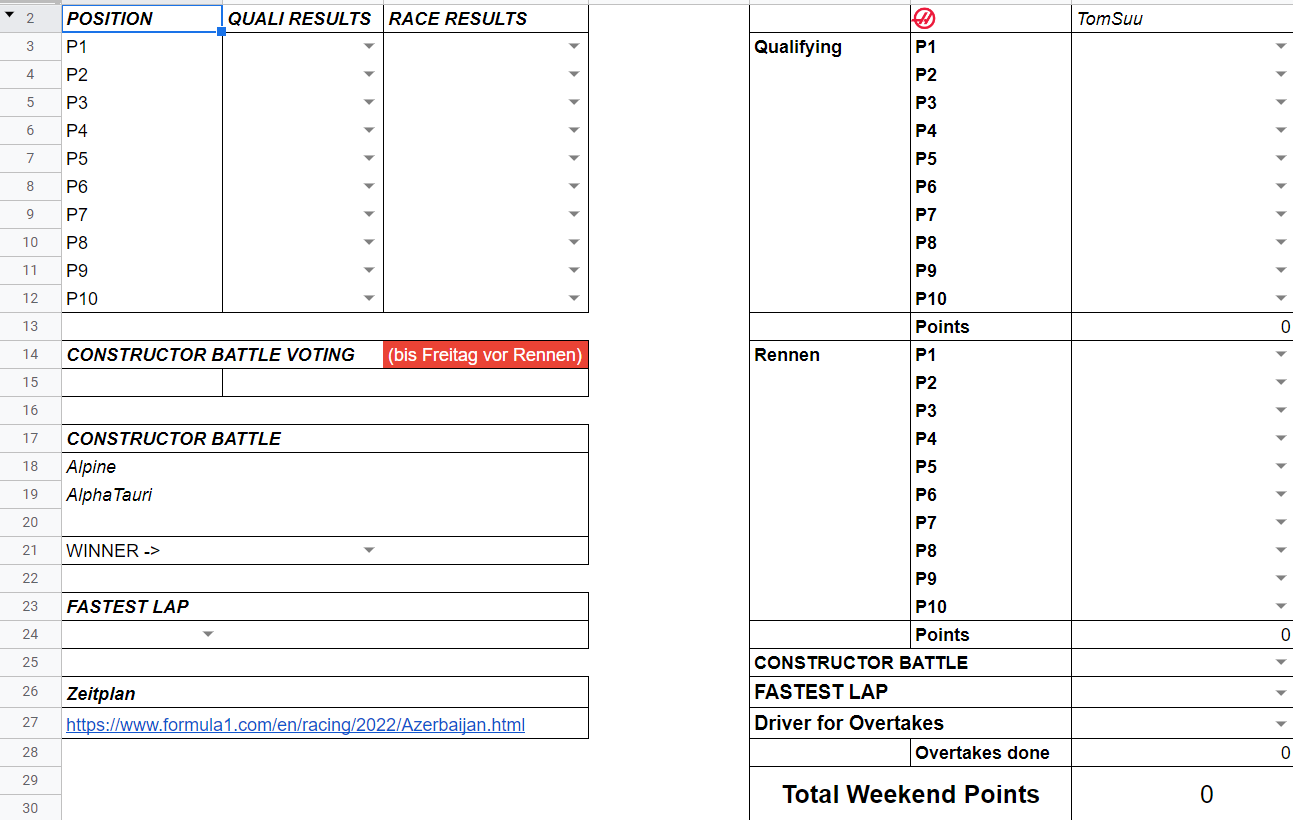 2 POSITION QUALI RESULTS RACE RESULTS TomSuu
3 P1 Qualifying P1
4 P2 P2
5 P3 P3
6 P4 P4
7 P5 P5
8 P6 P6
9 P7 P7
10 P8 P8
11 P9 P9
12 P10 P10
13 Points 0
14 CONSTRUCTOR BATTLE VOTING (bis Freitag vor Rennen) Rennen P1
15 P2
16 P3
17 CONSTRUCTOR BATTLE P4
18 Alpine P5
19 AlphaTauri P6
20 P7
21 WINNER -> P8
22 P9
23 FASTEST LAP P10
24 Points 0
25 CONSTRUCTOR BATTLE
26 Zeitplan FASTEST LAP
27 https://www.formula1.com/en/racing/2022/Azerbaijan.html Driver for Overtakes
28 Overtakes done 0
29 Total Weekend Points 0
30